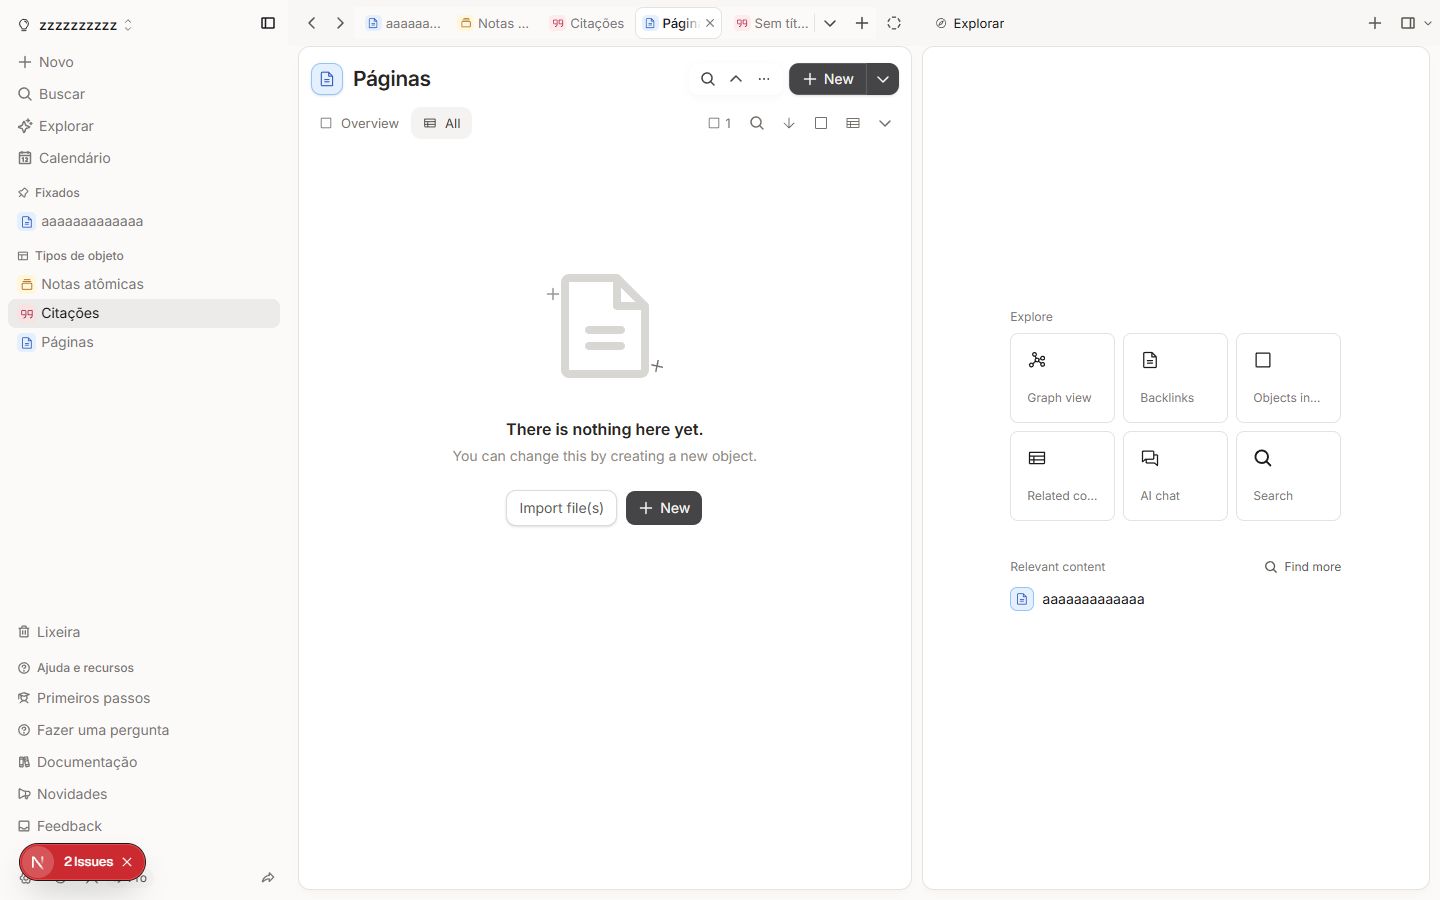 zzzzzzzzzz
Novo
Buscar
Explorar
Calendário
Fixados
aaaaaaaaaaaaa
Tipos de objeto
Notas atômicas
Citações
Páginas
Lixeira
Ajuda e recursos
Primeiros passos
Fazer uma pergunta
Documentação
Novidades
Feedback
2 Issues
aaaaaa...
Notas ...
Citações
Págin
Sem tít...
Páginas
New
Overview
All
1
There is nothing here yet.
You can change this by creating a new object.
Import file(s)
New
Explorar
Explore
Graph view
Backlinks
Objects in...
Related co...
AI chat
Search
Relevant content
Find more
aaaaaaaaaaaaa